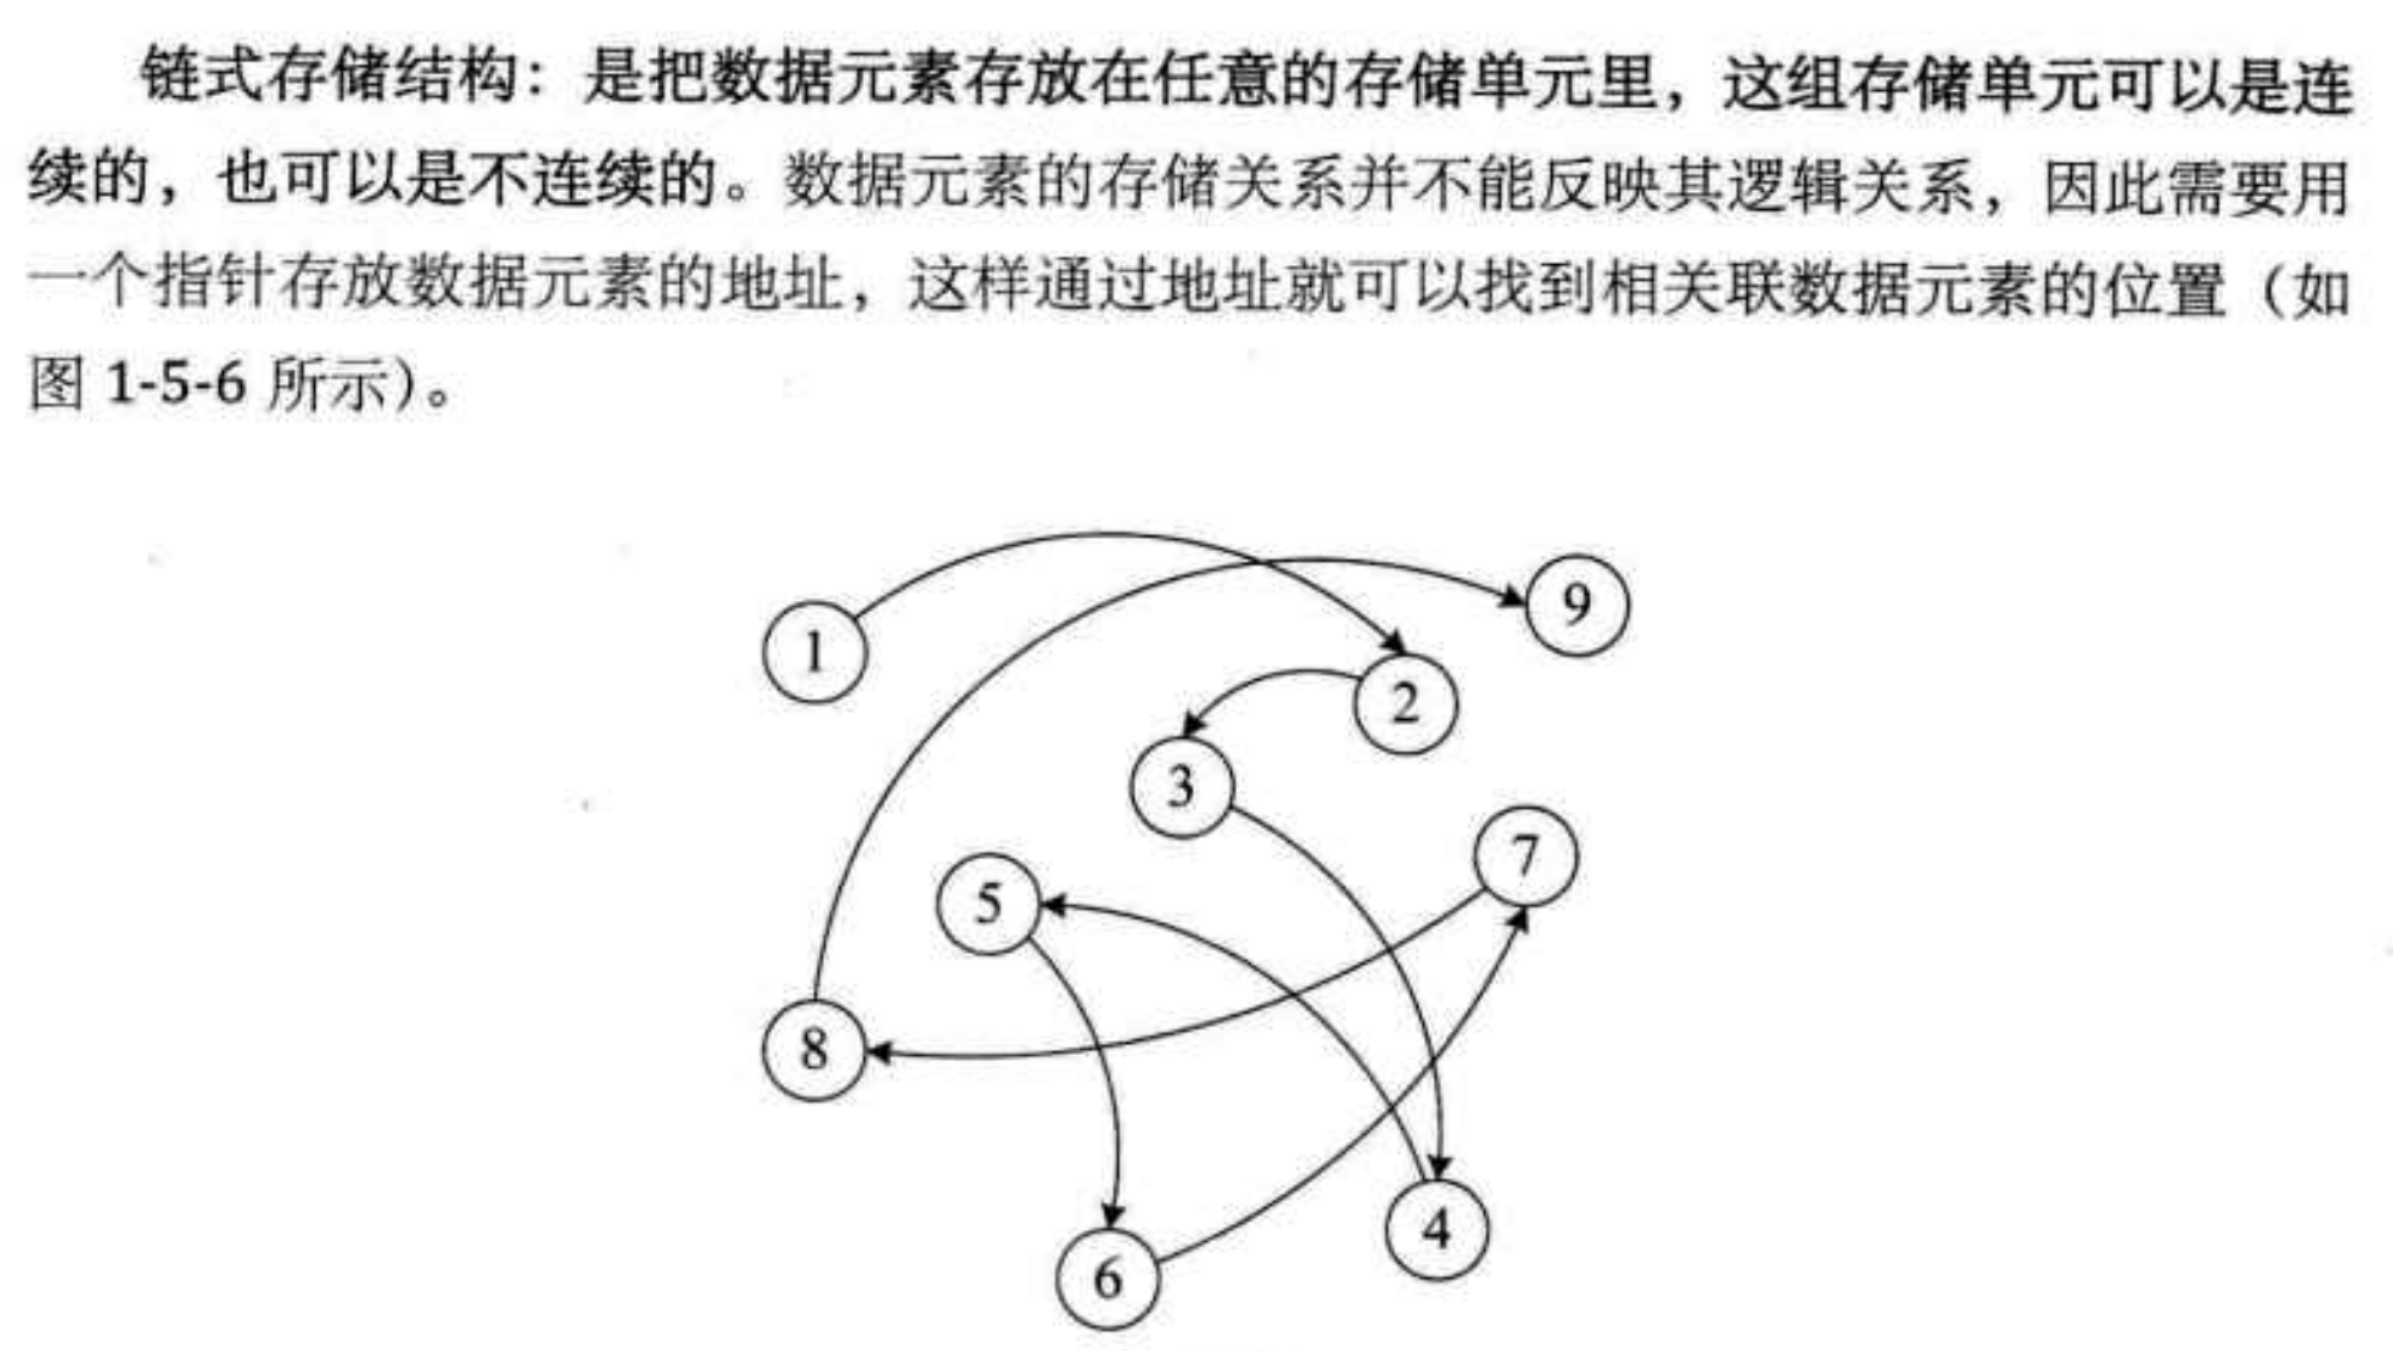 链式存储结构：是把数据元素存放在任意的存储单元里，这组存储单元可以是连
续的，也可以是不连续的。数据元素的存储关系并不能反映其逻辑关系，因此需要用
一个指针存放数据元素的地址，这样通过地址就可以找到相关联数据元素的位置（如
图 1-5-6 所示）。
9
1
2
3
7
5
8
4
6